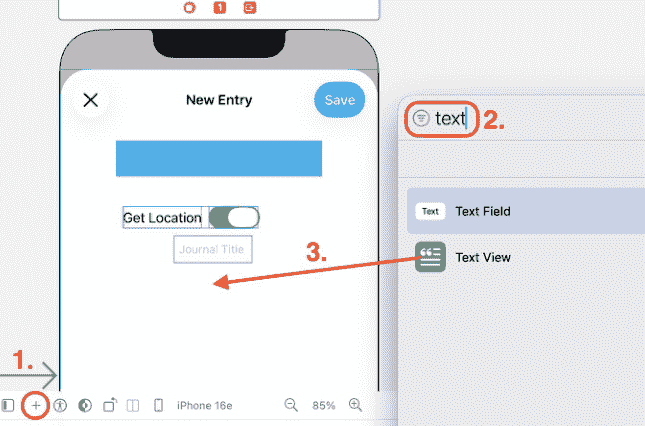 New Entry
Save
text
2.
Text
Text Field
Get Location
Journal Title
Text View
3.
1.
iPhone 16e
85%